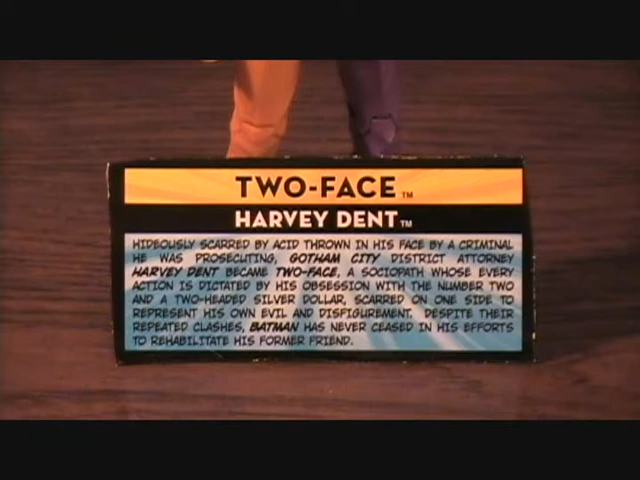 TWO-FACE™
HARVEY DENT™
HIDEOUSLY SCARRED BY ACID THROWN IN HIS FACE BY A CRIMINAL
HE WAS PROSECUTING, GOTHAM CITY DISTRICT ATTORNEY
HARVEY DENT BECAME TWO-FACE, A SOCIOPATH WHOSE EVERY
ACTION IS DICTATED BY HIS OBSESSION WITH THE NUMBER TWO
AND A TWO-HEADED SILVER DOLLAR, SCARRED ON ONE SIDE TO
REPRESENT HIS OWN EVIL AND DISFIGUREMENT. DESPITE THEIR
REPEATED CLASHES, BATMAN HAS NEVER CEASED IN HIS EFFORTS
TO REHABILITATE HIS FORMER FRIEND.